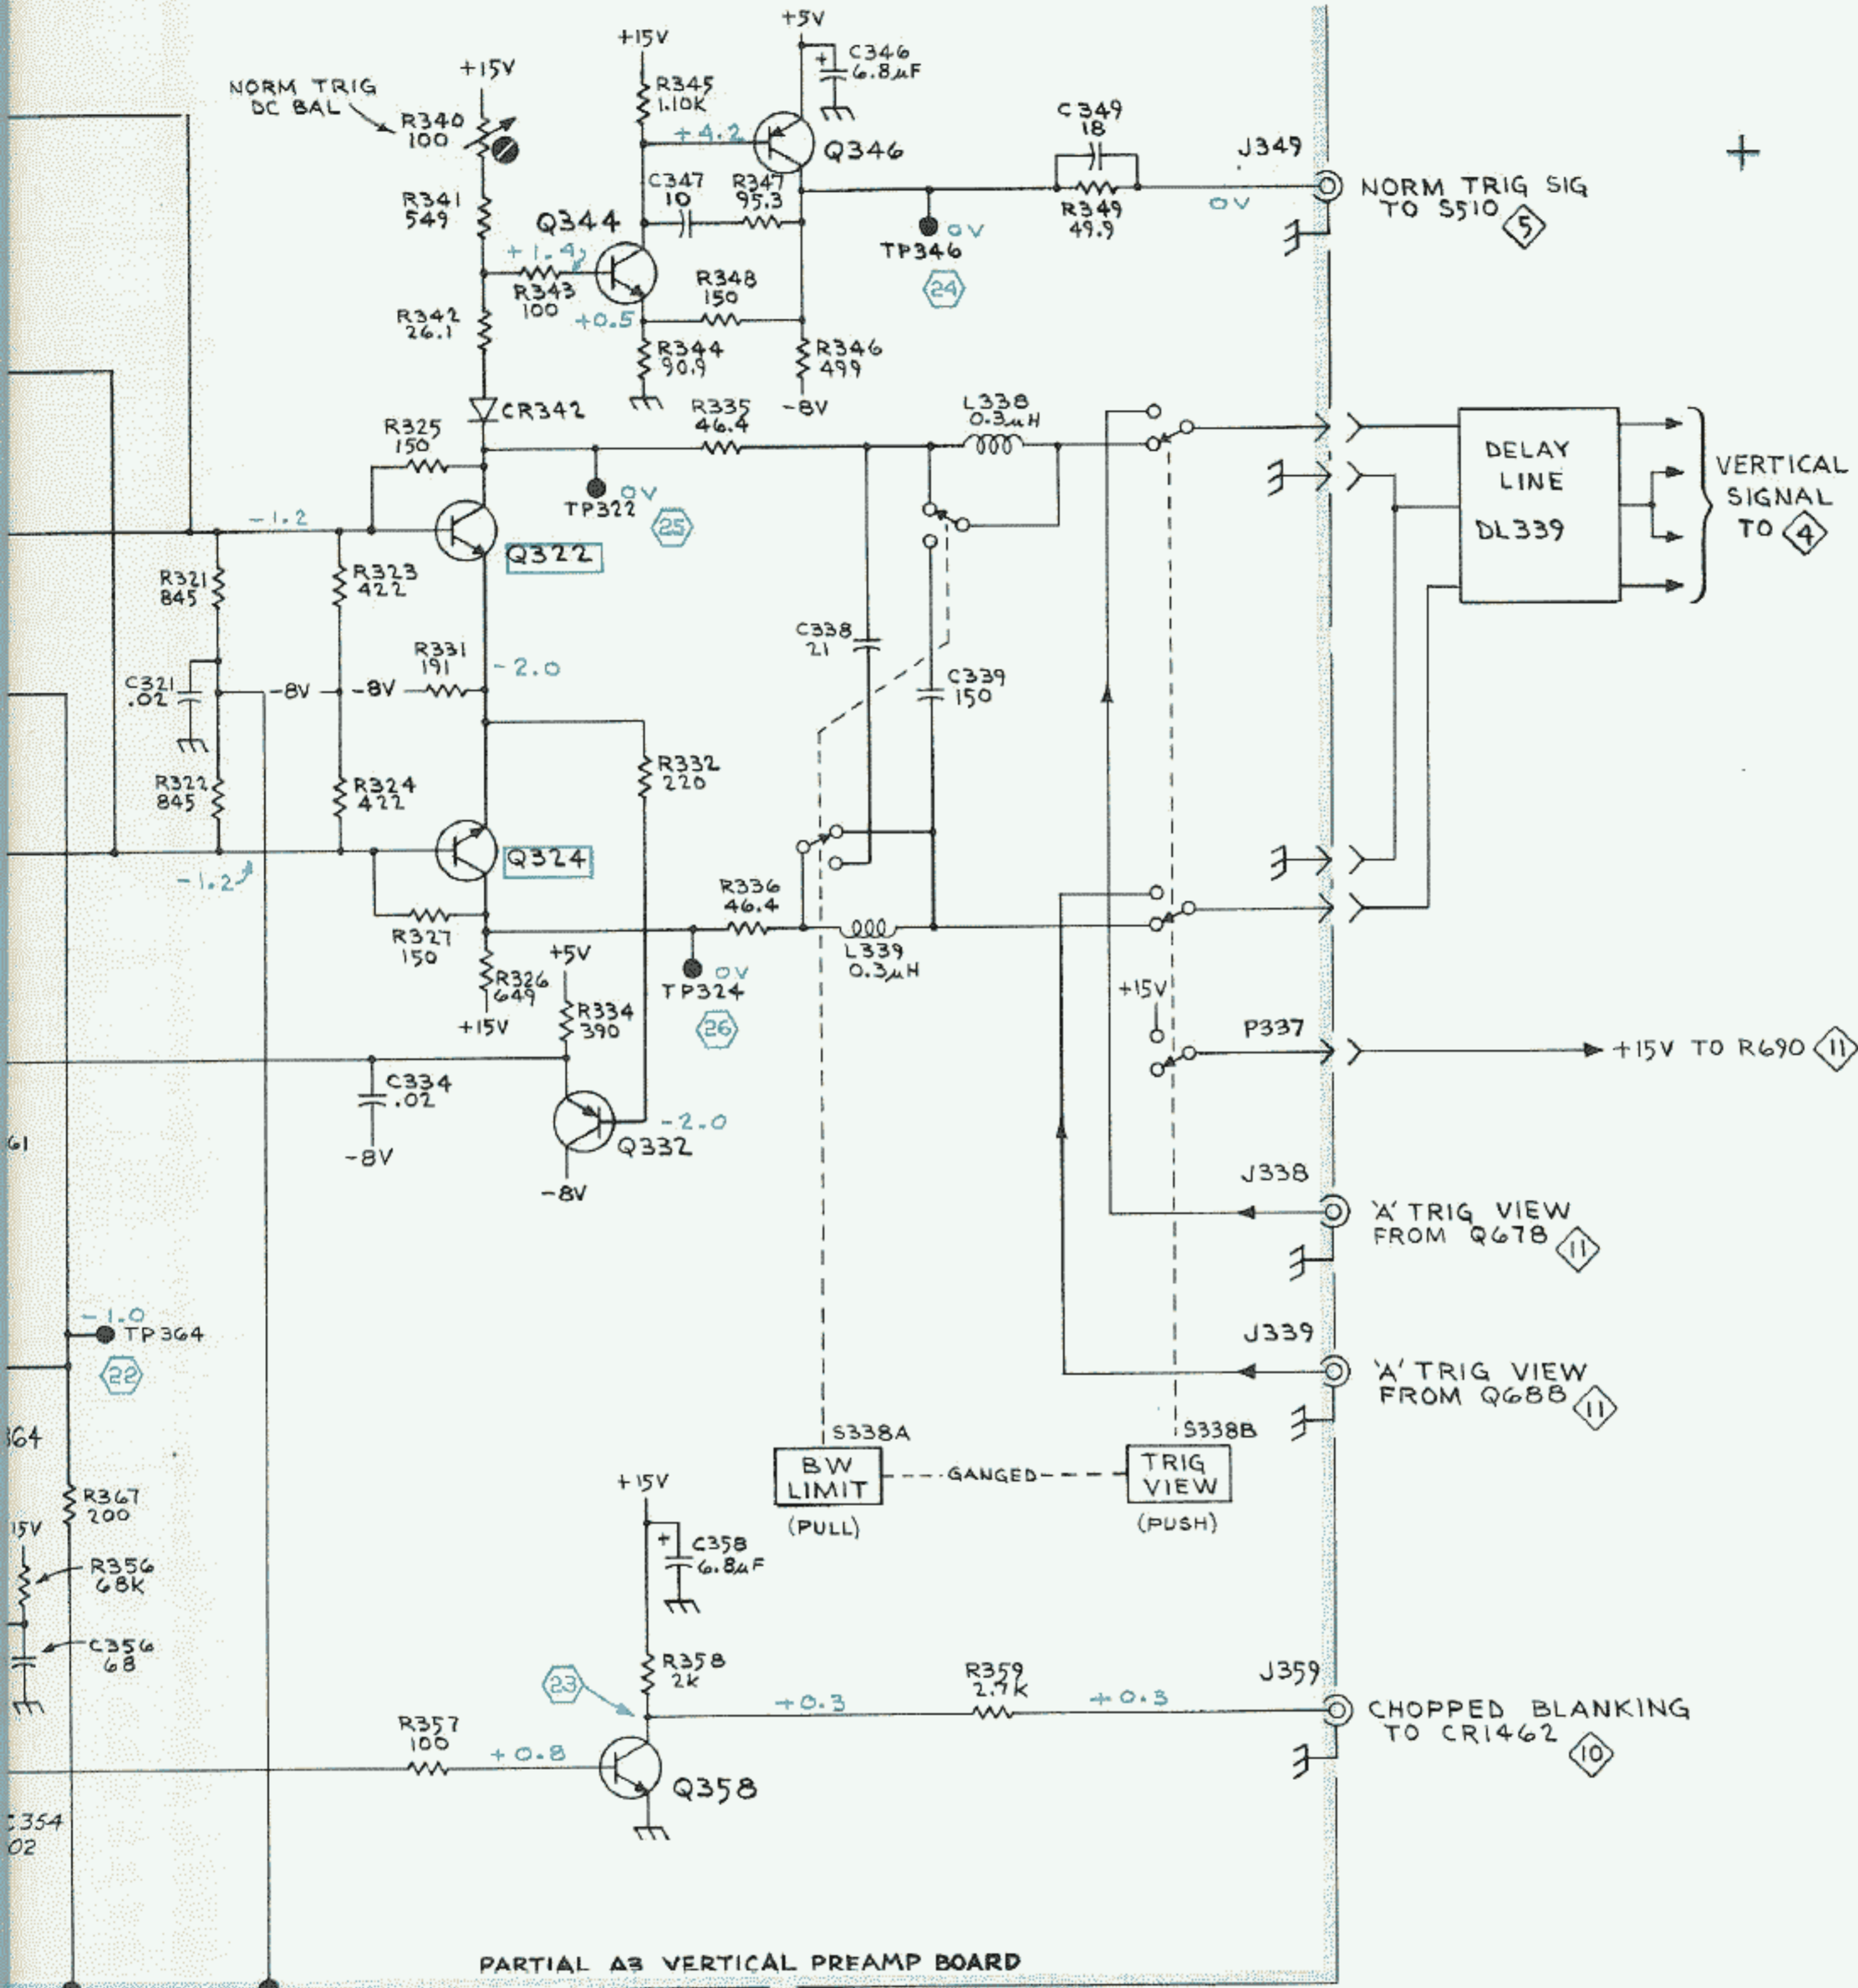 +5V
+15V
C346
6.8µF
+15V
NORM TRIG
DC BAL
R345
1.10K
R340
100
+4.2
Q346
C349
18
J349
C347
10
R347
95.3
R341
549
Q344
NORM TRIG SIG
TO S510
5
R349
49.9
0V
0V
TP346
24
+1.4
R343
100
R348
150
+0.5
R342
26.1
R344
90.9
R346
499
-8V
CR342
R335
46.4
L338
0.3µH
R325
150
DELAY
LINE
DL339
VERTICAL
SIGNAL
TO 4
0V
TP322
25
-1.2
Q322
R321
845
R323
422
C338
21
R331
191
-2.0
C321
.02
-8V
-8V
C339
150
R322
845
R324
422
R332
220
Q324
-1.2
R336
46.4
R327
150
+5V
L339
0.3µH
R326
649
+15V
0V
TP324
26
R334
390
+15V
P337
+15V TO R690 11
C334
.02
-8V
-2.0
Q332
-8V
61
J338
'A' TRIG VIEW
FROM Q678
11
-1.0
TP364
22
J339
'A' TRIG VIEW
FROM Q688
11
364
S338A
S338B
BW
LIMIT
GANGED
TRIG
VIEW
(PULL)
(PUSH)
+15V
R367
200
15V
C358
6.8µF
R356
68K
C356
68
R358
2K
23
R359
2.7K
J359
+0.3
+0.3
CHOPPED BLANKING
TO CR1462
10
R357
100
+0.8
Q358
C354
02
PARTIAL A3 VERTICAL PREAMP BOARD